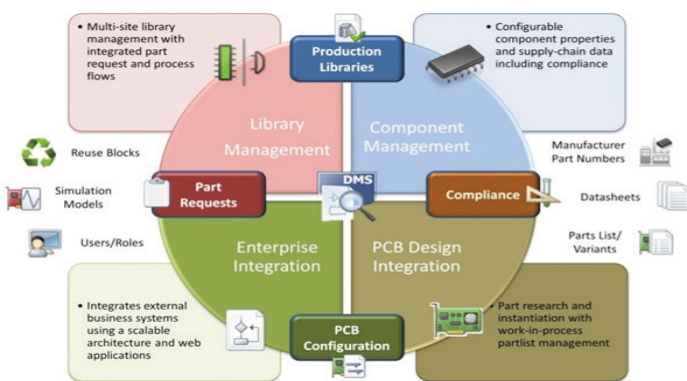 • Multi-site library
management with
integrated part
request and process
flows
Production
Libraries
• Configurable
component properties
and supply-chain data
including compliance
Library
Management
Component
Management
Reuse Blocks
Simulation
Models
Users/Roles
Part
Requests
DMS
Compliance
Manufacturer
Part Numbers
Datasheets
Parts List/
Variants
Enterprise
Integration
PCB Design
Integration
• Integrates external
business systems
using a scalable
architecture and web
applications
PCB
Configuration
• Part research and
instantiation with
work-in-process
partlist management